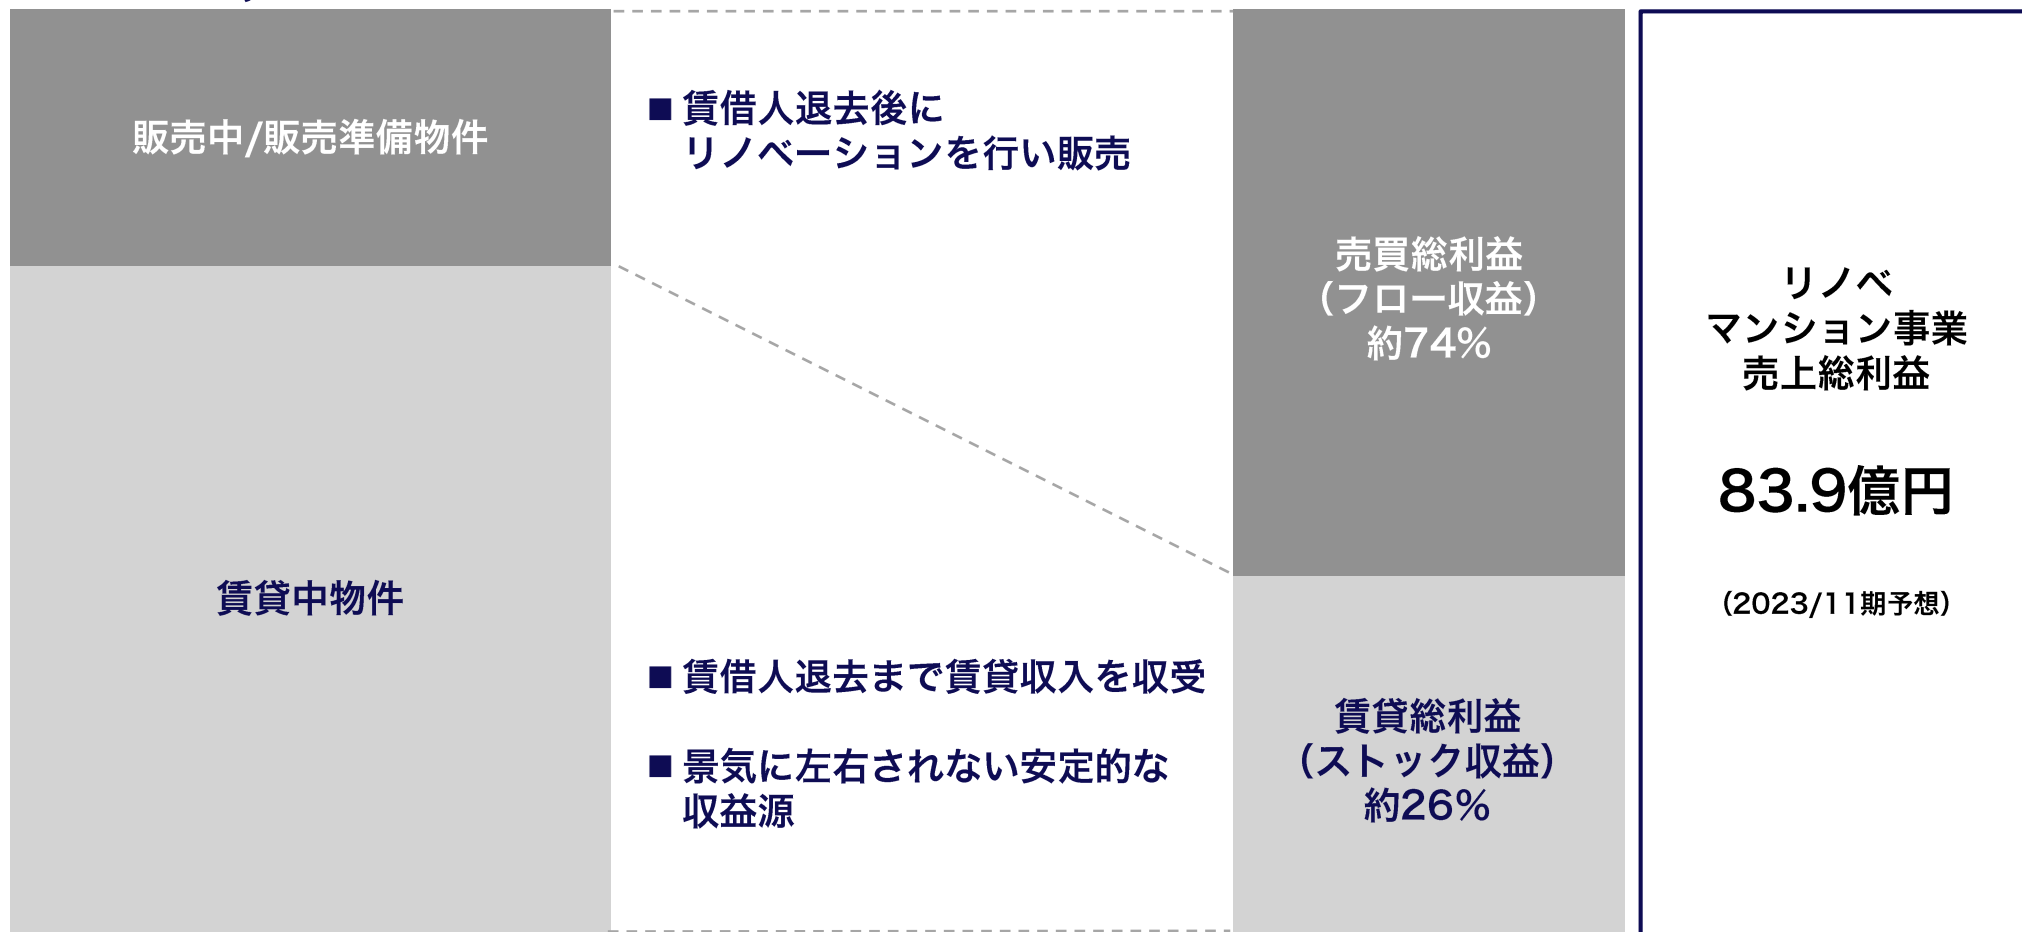 販売中/販売準備物件
賃貸中物件
■ 賃借人退去後に
リノベーションを行い販売
■ 賃借人退去まで賃貸収入を収受
■ 景気に左右されない安定的な
収益源
売買総利益
（フロー収益）
約74%
賃貸総利益
（ストック収益）
約26%
リノベ
マンション事業
売上総利益
83.9億円
（2023/11期予想）